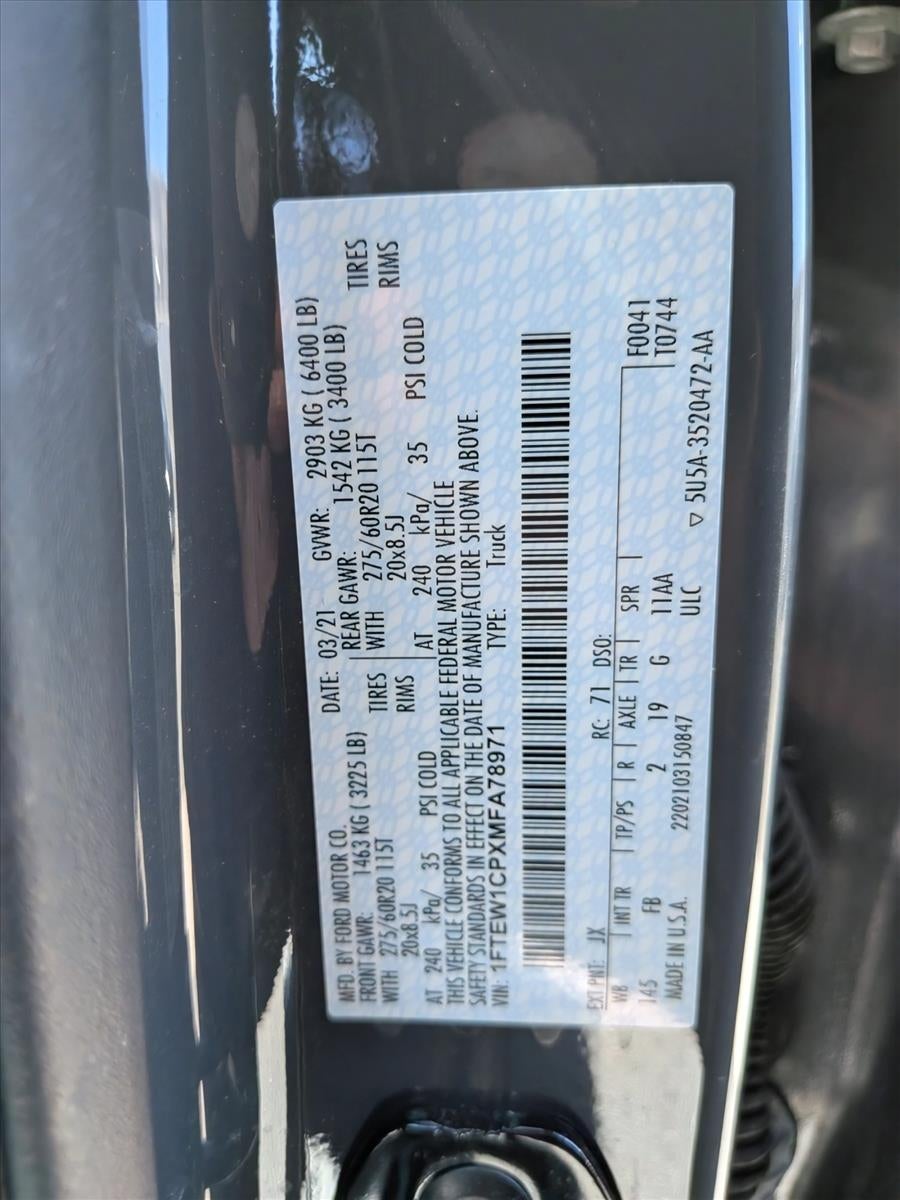 MFD. BY FORD MOTOR CO.
DATE: 03/21 GVWR: 2903 KG ( 6400 LB)
FRONT GAWR: 1463 KG ( 3225 LB) REAR GAWR: 1542 KG ( 3400 LB)
WITH 275/60R20 115T TIRES WITH 275/60R20 115T TIRES
20x8.5J RIMS 20x8.5J RIMS
AT 240 kPa/ 35 PSI COLD AT 240 kPa/ 35 PSI COLD
THIS VEHICLE CONFORMS TO ALL APPLICABLE FEDERAL MOTOR VEHICLE
SAFETY STANDARDS IN EFFECT ON THE DATE OF MANUFACTURE SHOWN ABOVE.
VIN: 1FTEW1CPXMFA78971 TYPE: Truck
EXT PNT: JX RC: 71 DSO:
WB INT TR TP/PS R AXLE TR SPR F0041
145 FB 2 19 G 11AA T0744
ULC
MADE IN U.S.A. 2202103150847 ▽ 5U5A-3520472-AA